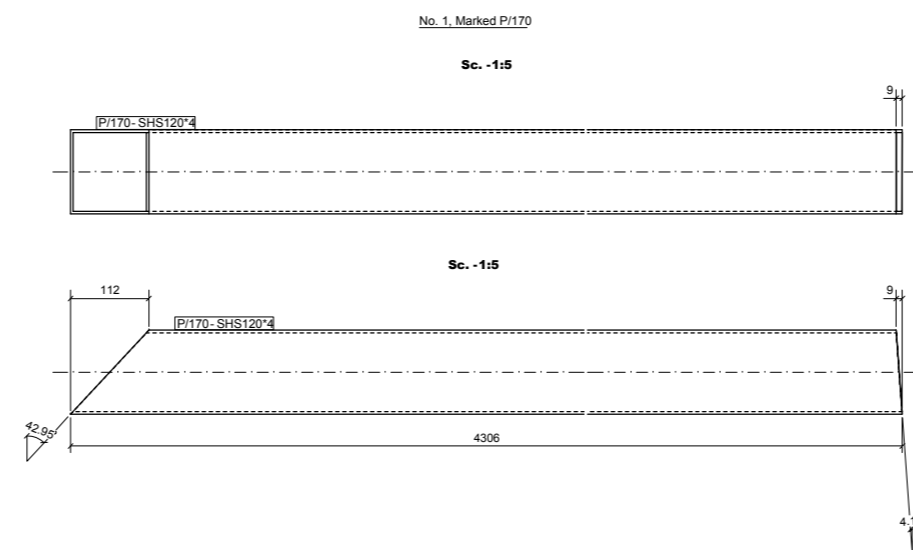 No. 1, Marked P/170
Sc. -1:5
9
P/170- SHS120*4
Sc. -1:5
112
9
P/170- SHS120*4
42.95
4306